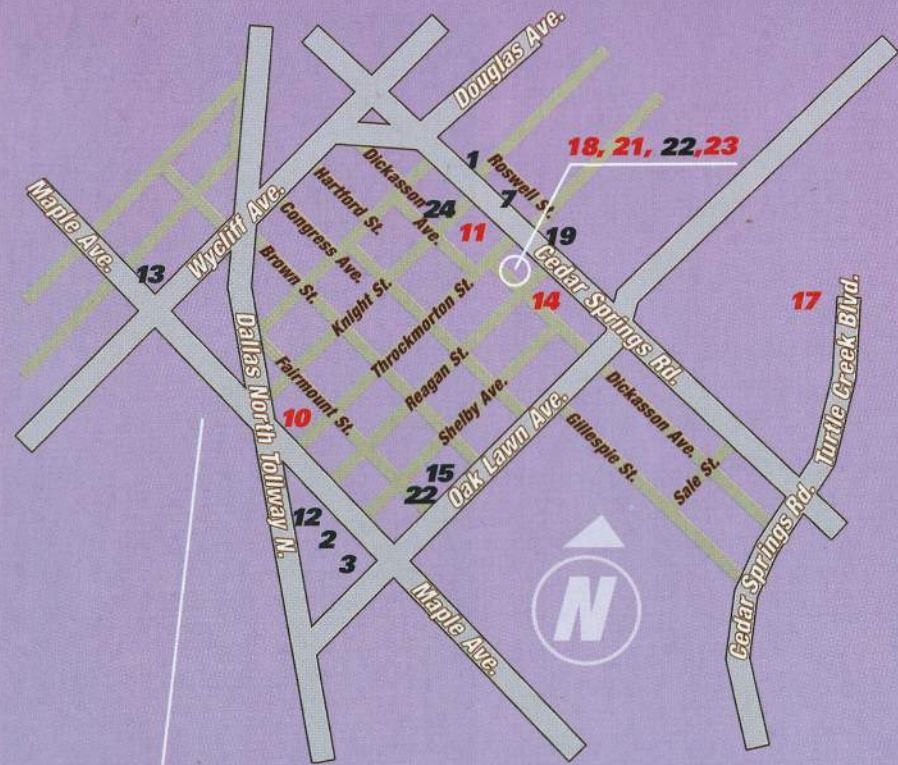 Douglas Ave.
18, 21, 22,23
1
Roswell St.
7
Dickasson Ave.
Hartford St.
24
11
19
Maple Ave.
Wycliff Ave.
Congress Ave.
Brown St.
13
Knight St.
Throckmorton St.
Cedar Springs Rd.
14
17
Turtle Creek Blvd.
Dallas North Tollway N.
Fairmount St.
Reagan St.
Shelby Ave.
10
Dickasson Ave.
Gillespie St.
Sale St.
Oak Lawn Ave.
15
22
12
2
3
N
Maple Ave.
Cedar Springs Rd.